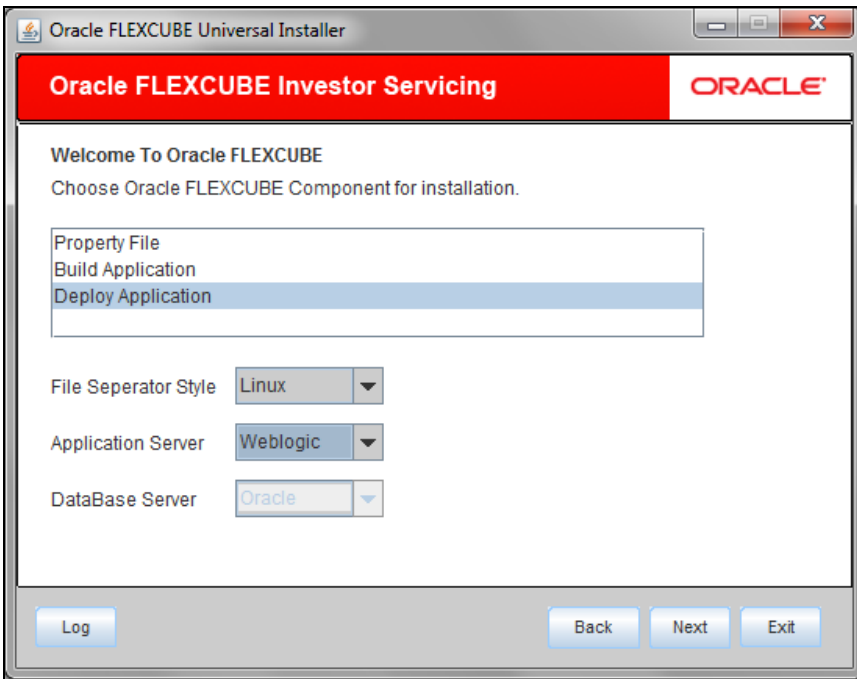 Oracle FLEXCUBE Universal Installer
Oracle FLEXCUBE Investor Servicing
ORACLE
Welcome To Oracle FLEXCUBE
Choose Oracle FLEXCUBE Component for installation.
Property File
Build Application
Deploy Application
File Seperator Style Linux
Application Server Weblogic
DataBase Server Oracle
Log Back Next Exit